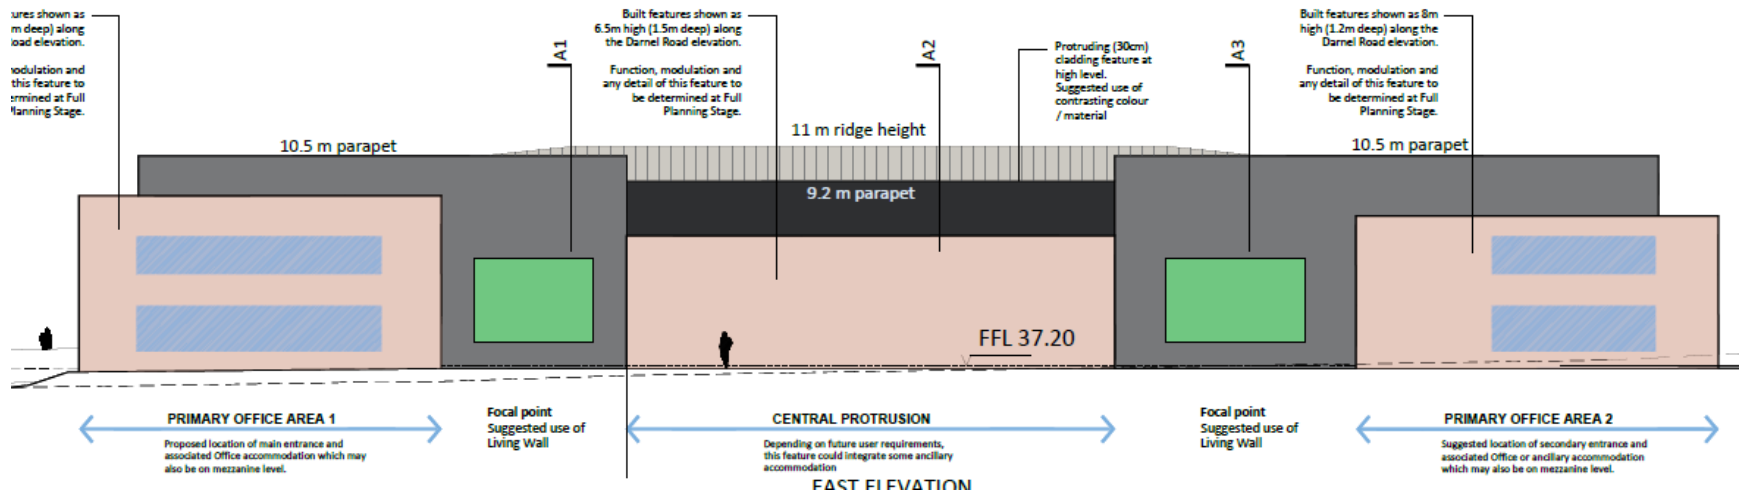 ures shown as
m deep) along
oad elevation.
nodulation and
this feature to
ermined at Full
Planning Stage.
Built features shown as
6.5m high (1.5m deep) along
the Darnel Road elevation.
Function, modulation and
any detail of this feature to
be determined at Full
Planning Stage.
Protruding (30cm)
cladding feature at
high level.
Suggested use of
contrasting colour
/ material
Built features shown as 8m
high (1.2m deep) along the
Darnel Road elevation.
Function, modulation and
any detail of this feature to
be determined at Full
Planning Stage.
A1
A2
A3
10.5 m parapet
11 m ridge height
10.5 m parapet
9.2 m parapet
FFL 37.20
PRIMARY OFFICE AREA 1
Proposed location of main entrance and
associated Office accommodation which may
also be on mezzanine level.
Focal point
Suggested use of
Living Wall
CENTRAL PROTRUSION
Depending on future user requirements,
this feature could integrate some ancillary
accommodation
Focal point
Suggested use of
Living Wall
PRIMARY OFFICE AREA 2
Suggested location of secondary entrance and
associated Office or ancillary accommodation
which may also be on mezzanine level.
EAST ELEVATION